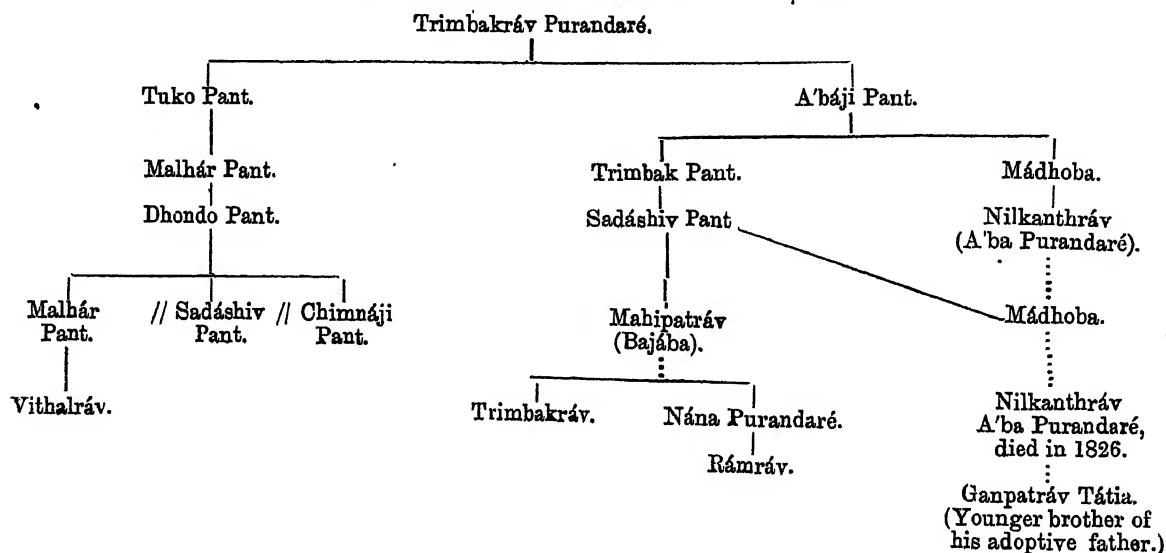 Trimbakráv Purandaré.
Tuko Pant.
A'báji Pant.
Malhár Pant.
Trimbak Pant.
Mádhoba.
Dhondo Pant.
Sadáshiv Pant
Nilkanthráv
(A'ba Purandaré).
Malhár
Pant.
// Sadáshiv
Pant.
// Chimnáji
Pant.
Mahipatráv
(Bajába).
Mádhoba.
Vithalráv.
Trimbakráv.
Nána Purandaré.
Rámráv.
Nilkanthráv
A'ba Purandaré,
died in 1826.
Ganpatráv Tátia.
(Younger brother of
his adoptive father.)